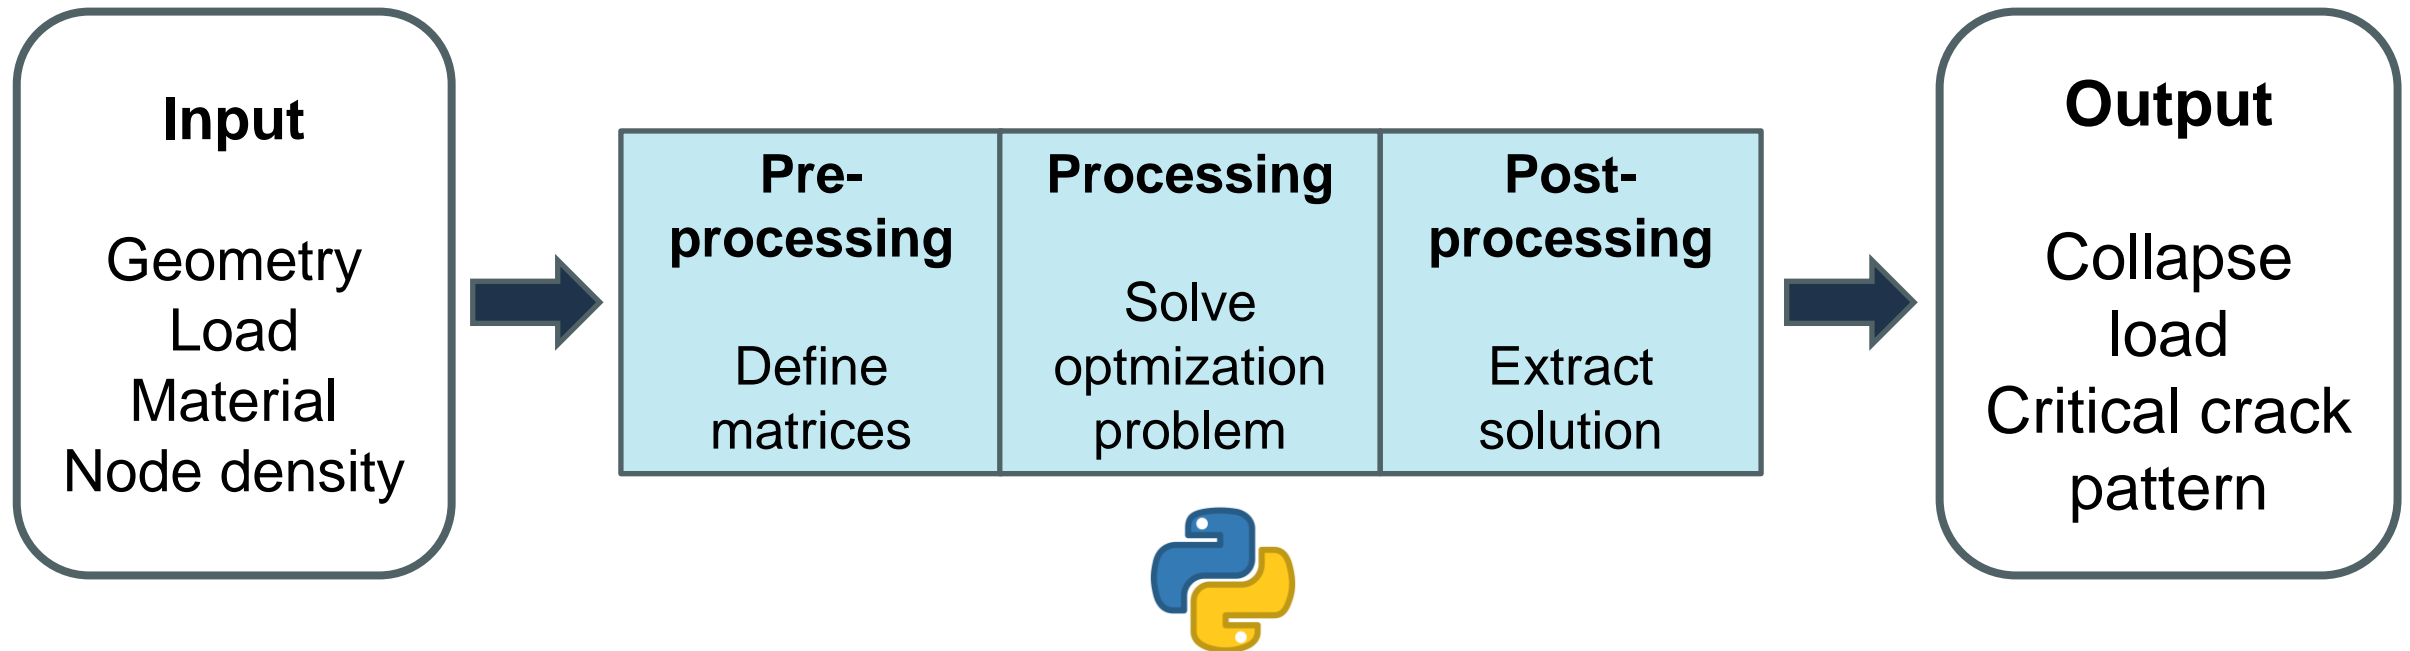 Input
Geometry
Load
Material
Node density
Pre-
processing
Define
matrices
Processing
Solve
optmization
problem
Post-
processing
Extract
solution
Output
Collapse
load
Critical crack
pattern